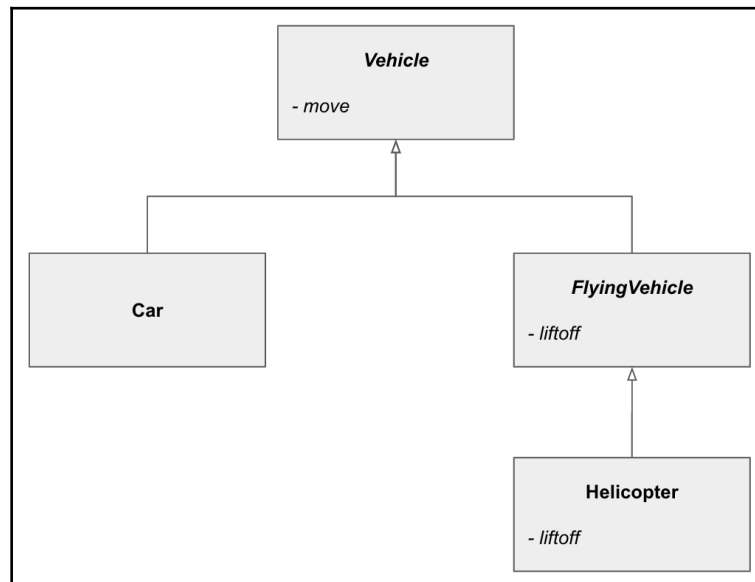 Vehicle
- move
Car
FlyingVehicle
- liftoff
Helicopter
- liftoff